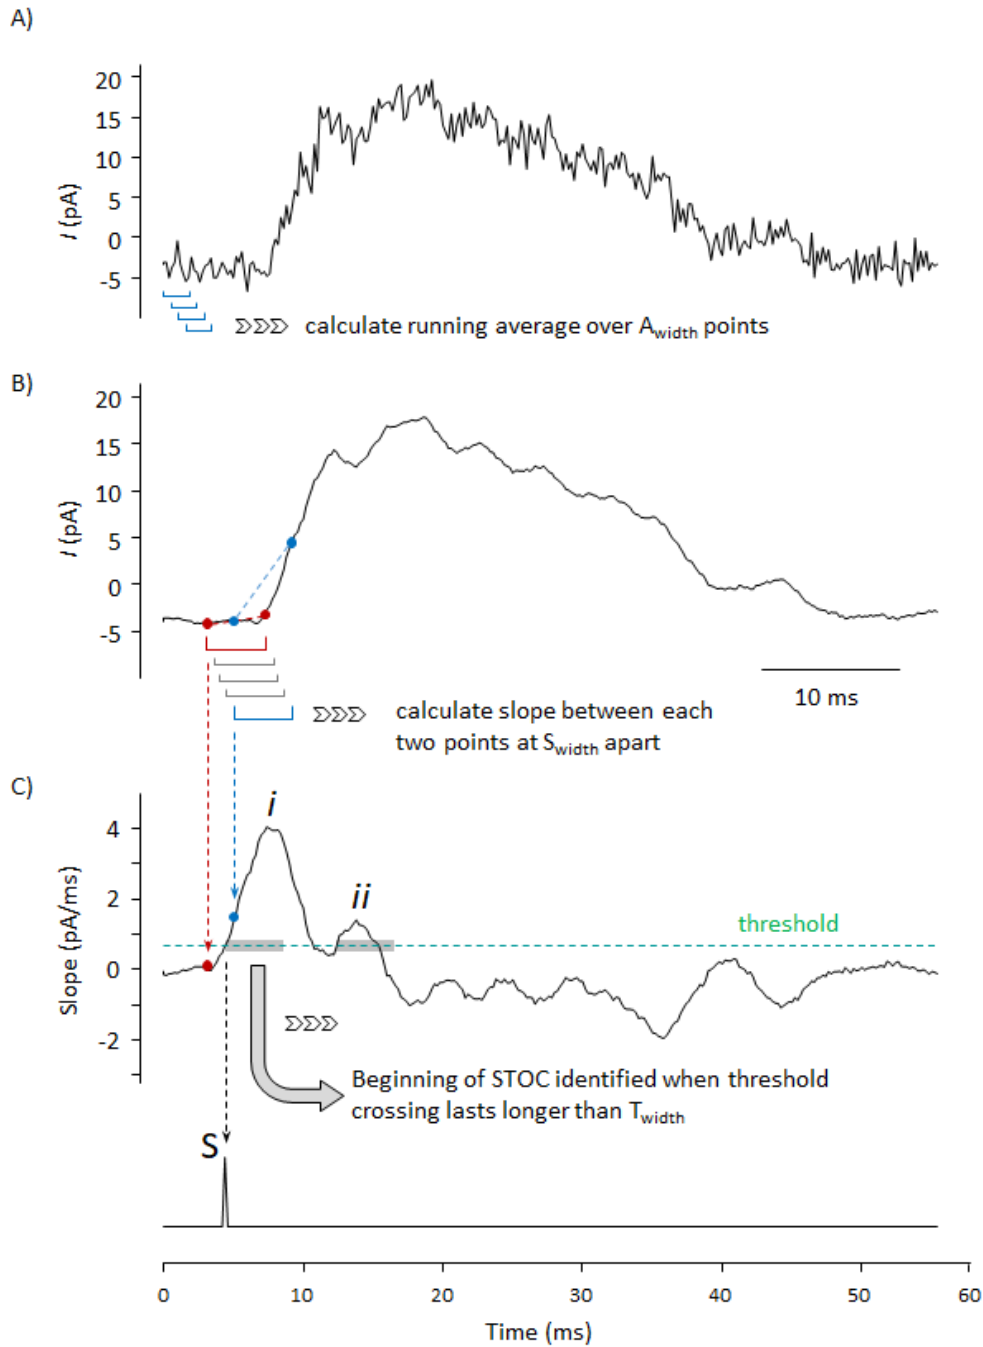 A)
20
15
10
5
0
-5
I (pA)
calculate running average over Awidth points
B)
20
15
10
5
0
-5
I (pA)
10 ms
calculate slope between each
two points at Swidth apart
C)
i
ii
4
2
0
-2
Slope (pA/ms)
threshold
Beginning of STOC identified when threshold
crossing lasts longer than Twidth
S
0 10 20 30 40 50 60
Time (ms)